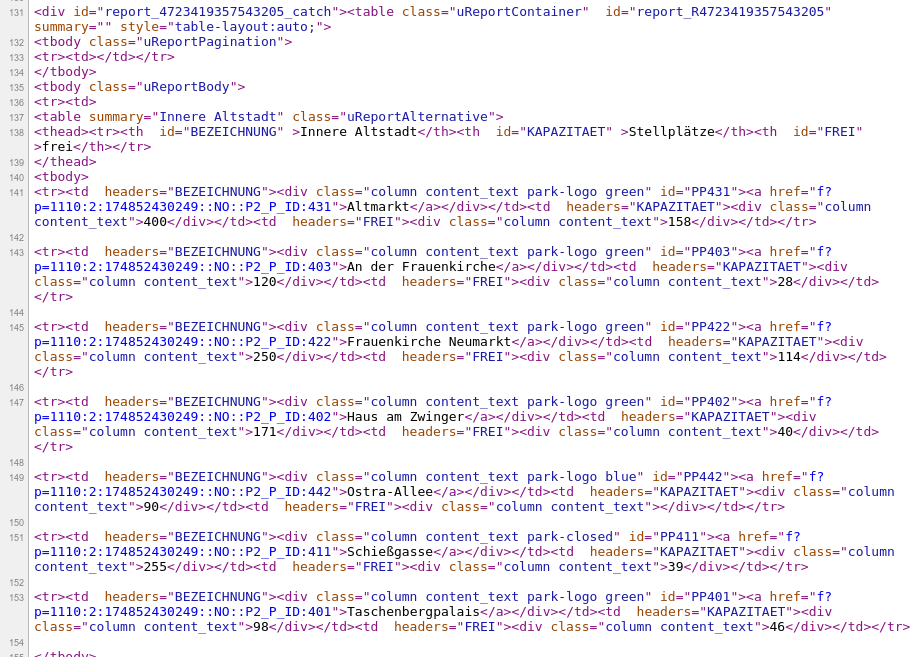 131 <div id="report_4723419357543205_catch"><table class="uReportContainer"  id="report_R4723419357543205"
summary="" style="table-layout:auto;">
132 <tbody class="uReportPagination">
133 <tr><td></td></tr>
134 </tbody>
135 <tbody class="uReportBody">
136 <tr><td>
137 <table summary="Innere Altstadt" class="uReportAlternative">
138 <thead><tr><th  id="BEZEICHNUNG" >Innere Altstadt</th><th  id="KAPAZITAET" >Stellplätze</th><th  id="FREI"
>frei</th></tr>
139 </thead>
140 <tbody>
141 <tr><td  headers="BEZEICHNUNG"><div class="column content_text park-logo green" id="PP431"><a href="f?
p=1110:2:174852430249::NO::P2_P_ID:431">Altmarkt</a></div></td><td  headers="KAPAZITAET"><div class="column
content_text">400</div></td><td  headers="FREI"><div class="column content_text">158</div></td></tr>
142
143 <tr><td  headers="BEZEICHNUNG"><div class="column content_text park-logo green" id="PP403"><a href="f?
p=1110:2:174852430249::NO::P2_P_ID:403">An der Frauenkirche</a></div></td><td  headers="KAPAZITAET"><div
class="column content_text">120</div></td><td  headers="FREI"><div class="column content_text">28</div></td>
</tr>
144
145 <tr><td  headers="BEZEICHNUNG"><div class="column content_text park-logo green" id="PP422"><a href="f?
p=1110:2:174852430249::NO::P2_P_ID:422">Frauenkirche Neumarkt</a></div></td><td  headers="KAPAZITAET"><div
class="column content_text">250</div></td><td  headers="FREI"><div class="column content_text">114</div></td>
</tr>
146
147 <tr><td  headers="BEZEICHNUNG"><div class="column content_text park-logo green" id="PP402"><a href="f?
p=1110:2:174852430249::NO::P2_P_ID:402">Haus am Zwinger</a></div></td><td  headers="KAPAZITAET"><div
class="column content_text">171</div></td><td  headers="FREI"><div class="column content_text">40</div></td>
</tr>
148
149 <tr><td  headers="BEZEICHNUNG"><div class="column content_text park-logo blue" id="PP442"><a href="f?
p=1110:2:174852430249::NO::P2_P_ID:442">Ostra-Allee</a></div></td><td  headers="KAPAZITAET"><div class="column
content_text">90</div></td><td  headers="FREI"><div class="column content_text"></div></td></tr>
150
151 <tr><td  headers="BEZEICHNUNG"><div class="column content_text park-closed" id="PP411"><a href="f?
p=1110:2:174852430249::NO::P2_P_ID:411">Schießgasse</a></div></td><td  headers="KAPAZITAET"><div class="column
content_text">255</div></td><td  headers="FREI"><div class="column content_text">39</div></td></tr>
152
153 <tr><td  headers="BEZEICHNUNG"><div class="column content_text park-logo green" id="PP401"><a href="f?
p=1110:2:174852430249::NO::P2_P_ID:401">Taschenbergpalais</a></div></td><td  headers="KAPAZITAET"><div
class="column content_text">98</div></td><td  headers="FREI"><div class="column content_text">46</div></td></tr>
154
</tbody>